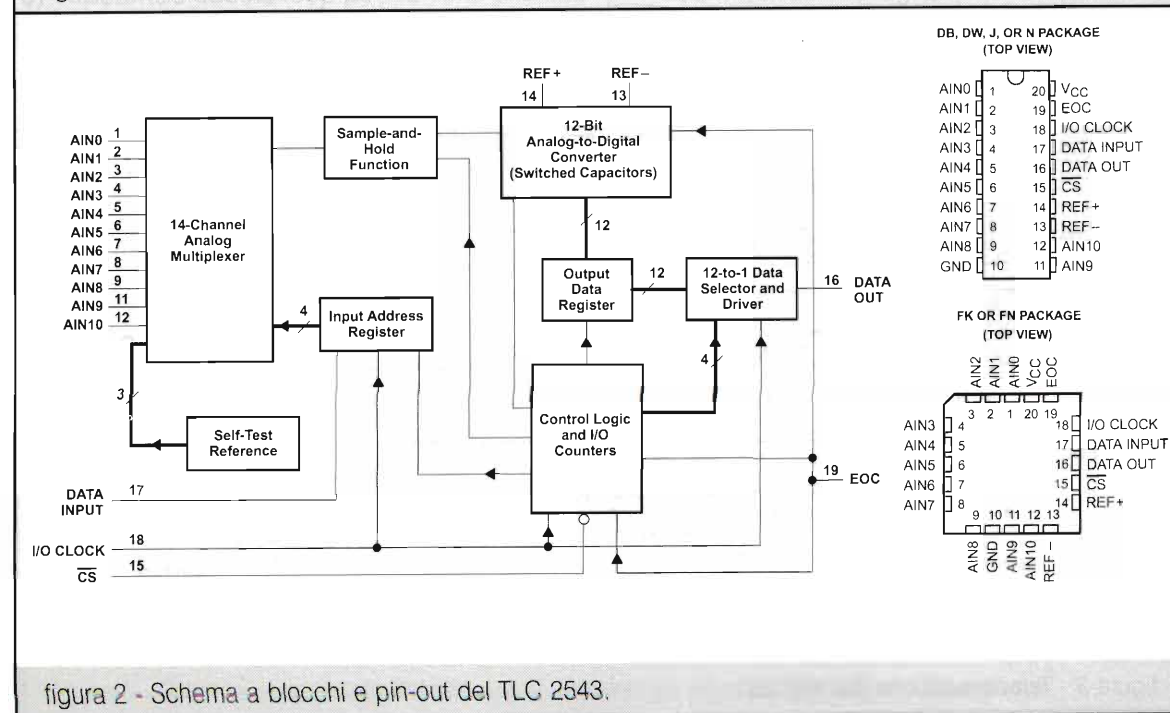 REF+ REF−
14 13
12-Bit
Analog-to-Digital
Converter
(Switched Capacitors)
Sample-and-
Hold
Function
AIN0 1
AIN1 2
AIN2 3
AIN3 4
AIN4 5
AIN5 6
AIN6 7
AIN7 8
AIN8 9
AIN9 11
AIN10 12
14-Channel
Analog
Multiplexer
12
Output
Data
Register
12
12-to-1 Data
Selector and
Driver
16 DATA
OUT
4
Input Address
Register
4
3
Self-Test
Reference
Control Logic
and I/O
Counters
19 EOC
DATA
INPUT
17
I/O CLOCK 18
CS 15
DB, DW, J, OR N PACKAGE
(TOP VIEW)
AIN0 1 20 VCC
AIN1 2 19 EOC
AIN2 3 18 I/O CLOCK
AIN3 4 17 DATA INPUT
AIN4 5 16 DATA OUT
AIN5 6 15 CS
AIN6 7 14 REF+
AIN7 8 13 REF−
AIN8 9 12 AIN10
GND 10 11 AIN9
FK OR FN PACKAGE
(TOP VIEW)
AIN2 AIN1 AIN0 VCC EOC
3 2 1 20 19
AIN3 4 18 I/O CLOCK
AIN4 5 17 DATA INPUT
AIN5 6 16 DATA OUT
AIN6 7 15 CS
AIN7 8 14 REF+
9 10 11 12 13
AIN8 GND AIN9 AIN10 REF−
figura 2 - Schema a blocchi e pin-out del TLC 2543.